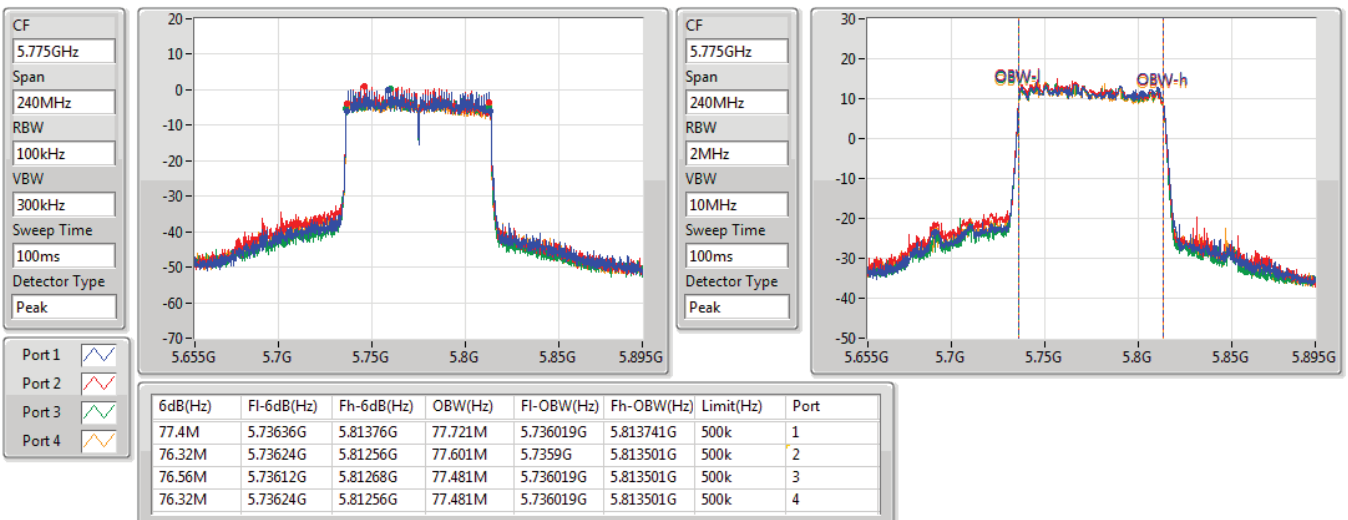 CF
5.775GHz
Span
240MHz
RBW
100kHz
VBW
300kHz
Sweep Time
100ms
Detector Type
Peak
20
10
0
-10
-20
-30
-40
-50
-60
-70
5.655G 5.7G 5.75G 5.8G 5.85G 5.895G
CF
5.775GHz
Span
240MHz
RBW
2MHz
VBW
10MHz
Sweep Time
100ms
Detector Type
Peak
30
20
10
0
-10
-20
-30
-40
-50
OBW-l OBW-h
5.655G 5.7G 5.75G 5.8G 5.85G 5.895G
Port 1
Port 2
Port 3
Port 4
6dB(Hz) Fl-6dB(Hz) Fh-6dB(Hz) OBW(Hz) Fl-OBW(Hz) Fh-OBW(Hz) Limit(Hz) Port
77.4M 5.73636G 5.81376G 77.721M 5.736019G 5.813741G 500k 1
76.32M 5.73624G 5.81256G 77.601M 5.7359G 5.813501G 500k 2
76.56M 5.73612G 5.81268G 77.481M 5.736019G 5.813501G 500k 3
76.32M 5.73624G 5.81256G 77.481M 5.736019G 5.813501G 500k 4